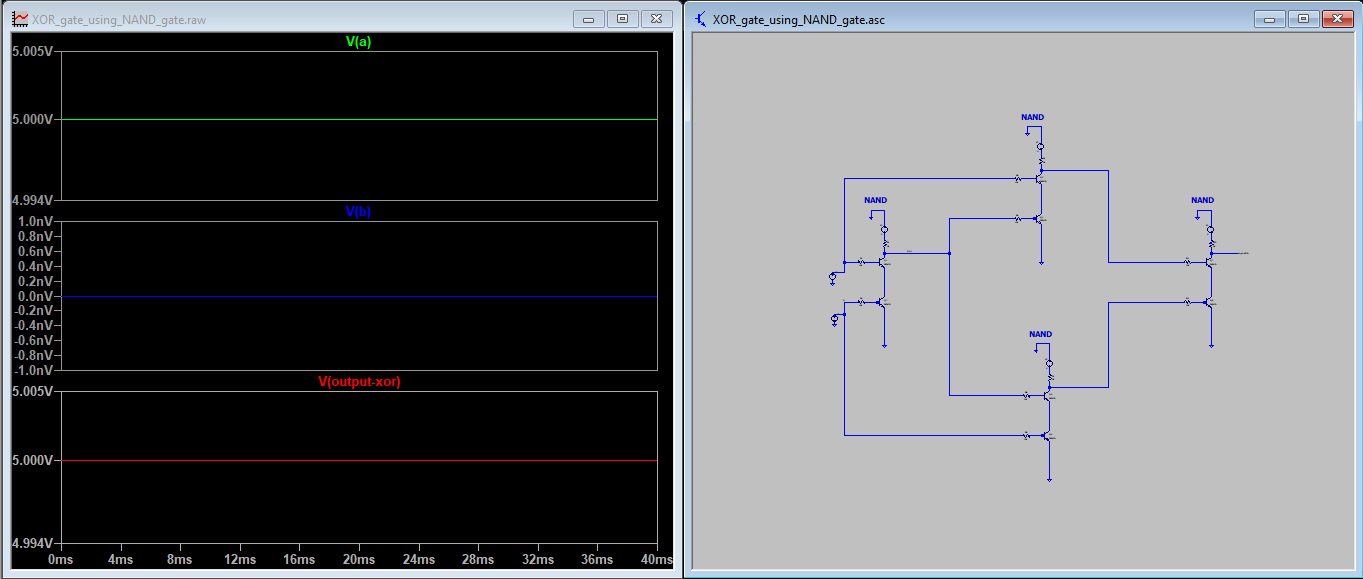 XOR_gate_using_NAND_gate.raw
V(a)
5.005V
5.000V
4.994V
V(b)
1.0nV
0.8nV
0.6nV
0.4nV
0.2nV
0.0nV
-0.2nV
-0.4nV
-0.6nV
-0.8nV
-1.0nV
V(output-xor)
5.005V
5.000V
4.994V
0ms 4ms 8ms 12ms 16ms 20ms 24ms 28ms 32ms 36ms 40ms
XOR_gate_using_NAND_gate.asc
NAND
NAND
NAND
NAND